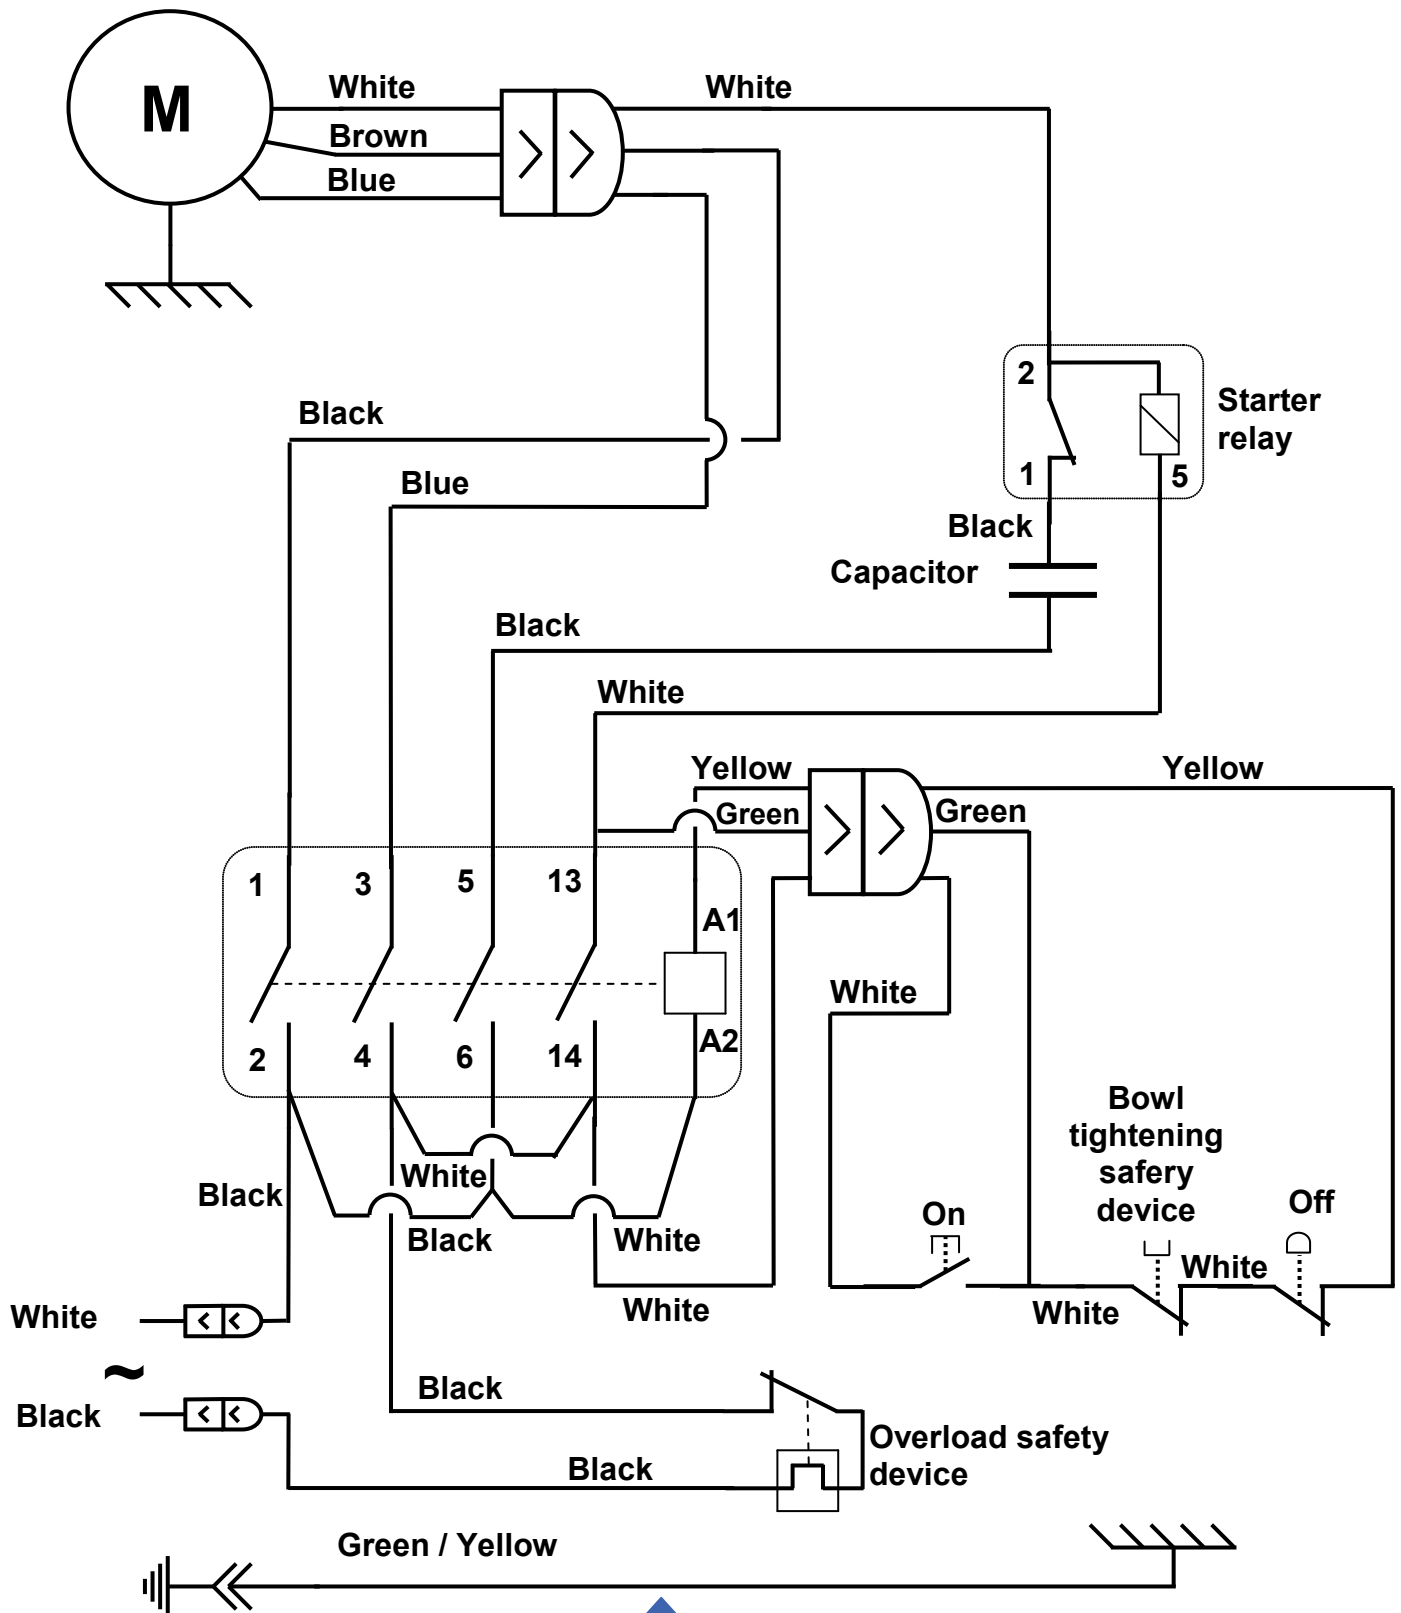 M
White
Brown
Blue
White
Black
Blue
2
1
5
Starter
relay
Black
Capacitor
Black
White
Yellow
Green
Yellow
Green
1
3
5
13
A1
2
4
6
14
A2
White
White
Black
Black
White
White
Bowl
tightening
safery
device
On
Off
White
White
White
~
Black
Black
Overload safety
device
Black
Green / Yellow